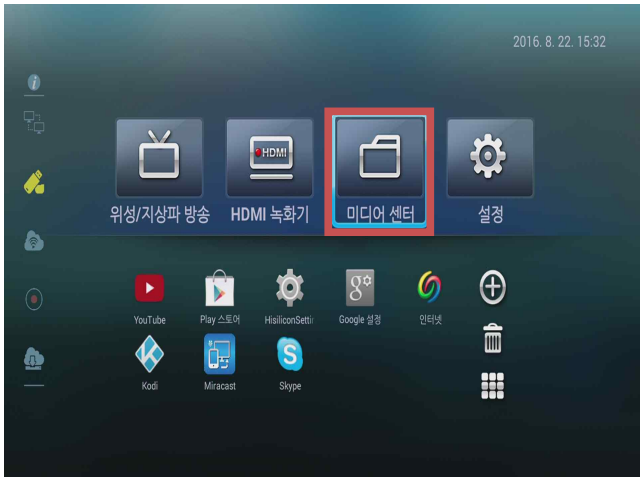 2016. 8. 22. 15:32
HDMI
위성/지상파 방송
HDMI 녹화기
미디어 센터
설정
YouTube
Play 스토어
HisiliconSettin
Google 설정
인터넷
Kodi
Miracast
Skype